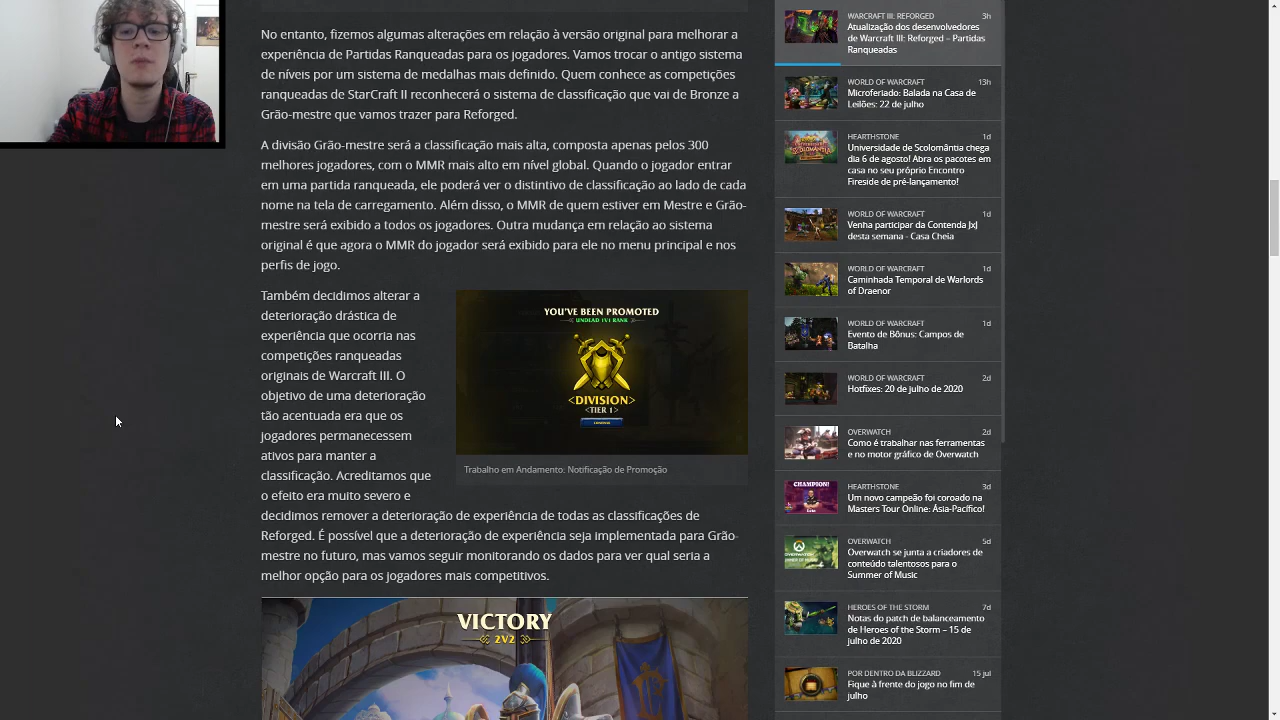 No entanto, fizemos algumas alterações em relação à versão original para melhorar a
experiência de Partidas Ranqueadas para os jogadores. Vamos trocar o antigo sistema
de níveis por um sistema de medalhas mais definido. Quem conhece as competições
ranqueadas de StarCraft II reconhecerá o sistema de classificação que vai de Bronze a
Grão-mestre que vamos trazer para Reforged.
A divisão Grão-mestre será a classificação mais alta, composta apenas pelos 300
melhores jogadores, com o MMR mais alto em nível global. Quando o jogador entrar
em uma partida ranqueada, ele poderá ver o distintivo de classificação ao lado de cada
nome na tela de carregamento. Além disso, o MMR de quem estiver em Mestre e Grão-
mestre será exibido a todos os jogadores. Outra mudança em relação ao sistema
original é que agora o MMR do jogador será exibido para ele no menu principal e nos
perfis de jogo.
Também decidimos alterar a
deterioração drástica de
experiência que ocorria nas
competições ranqueadas
originais de Warcraft III. O
objetivo de uma deterioração
tão acentuada era que os
jogadores permanecessem
ativos para manter a
classificação. Acreditamos que
o efeito era muito severo e
decidimos remover a deterioração de experiência de todas as classificações de
Reforged. É possível que a deterioração de experiência seja implementada para Grão-
mestre no futuro, mas vamos seguir monitorando os dados para ver qual seria a
melhor opção para os jogadores mais competitivos.
YOU'VE BEEN PROMOTED
UNDEAD 1V1 RANK
<DIVISION>
<TIER 1>
Trabalho em Andamento: Notificação de Promoção
VICTORY
2V2
WARCRAFT III: REFORGED 3h
Atualização dos desenvolvedores
de Warcraft III: Reforged – Partidas
Ranqueadas
WORLD OF WARCRAFT 13h
Microferiado: Balada na Casa de
Leilões: 22 de julho
HEARTHSTONE 1d
Universidade de Scolomântia chega
dia 6 de agosto! Abra os pacotes em
casa no seu próprio Encontro
Fireside de pré-lançamento!
WORLD OF WARCRAFT 1d
Venha participar da Contenda JxJ
desta semana - Casa Cheia
WORLD OF WARCRAFT 1d
Caminhada Temporal de Warlords
of Draenor
WORLD OF WARCRAFT 1d
Evento de Bônus: Campos de
Batalha
WORLD OF WARCRAFT 2d
Hotfixes: 20 de julho de 2020
OVERWATCH 2d
Como é trabalhar nas ferramentas
e no motor gráfico de Overwatch
CHAMPION!
HEARTHSTONE 3d
Um novo campeão foi coroado na
Masters Tour Online: Ásia-Pacífico!
OVERWATCH 5d
Overwatch se junta a criadores de
conteúdo talentosos para o
Summer of Music
HEROES OF THE STORM 7d
Notas do patch de balanceamento
de Heroes of the Storm – 15 de
julho de 2020
POR DENTRO DA BLIZZARD 15 jul
Fique à frente do jogo no fim de
julho